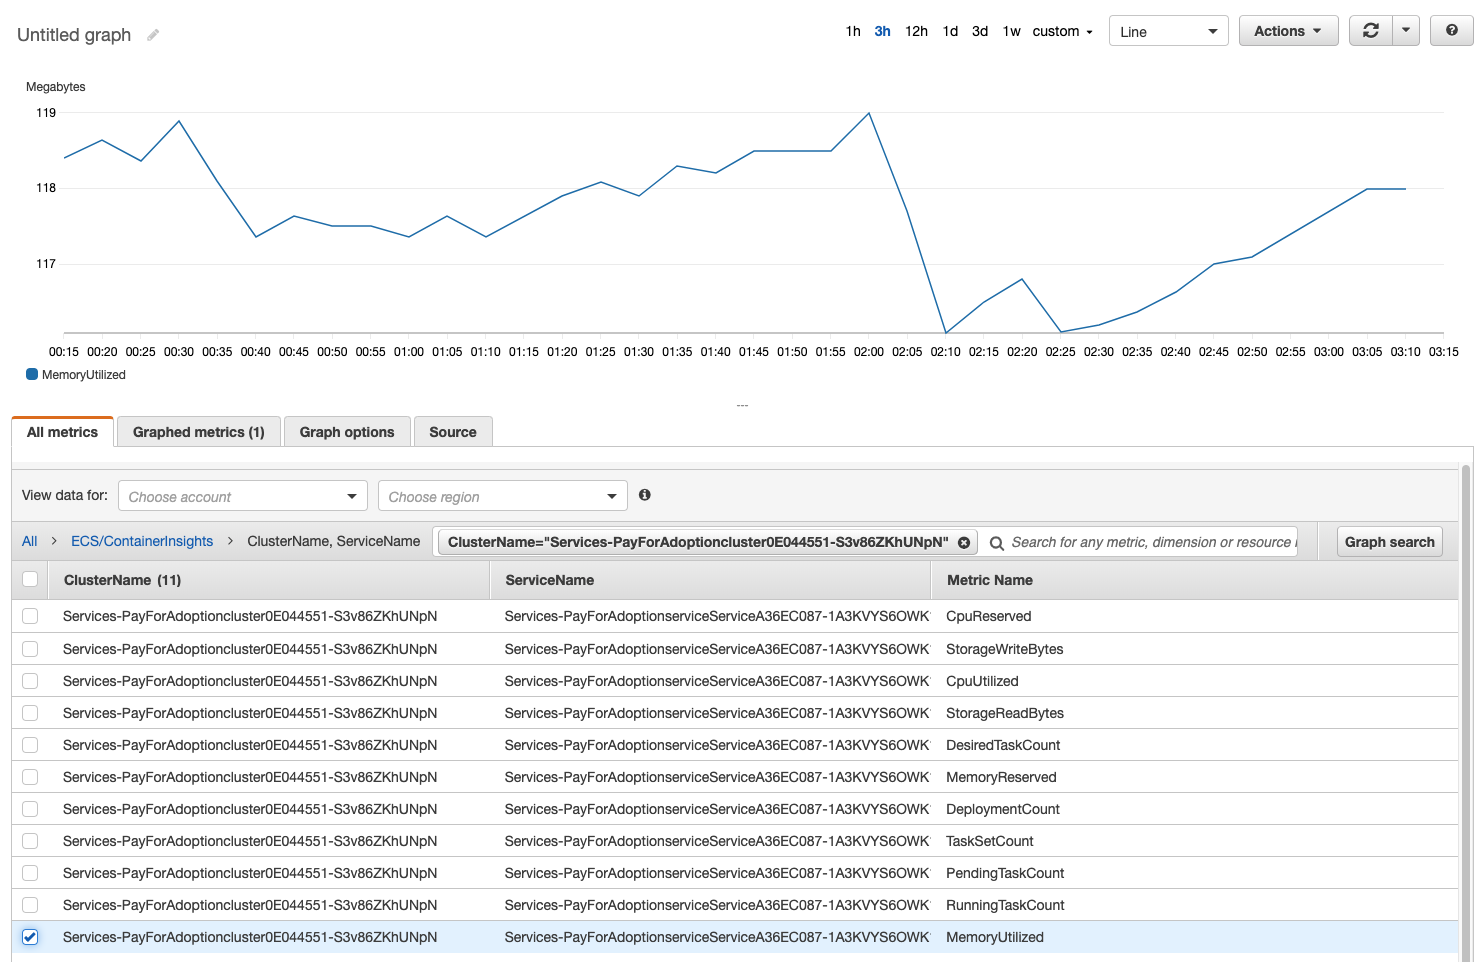 Untitled graph
1h 3h 12h 1d 3d 1w custom Line Actions
Megabytes
119
118
117
00:15 00:20 00:25 00:30 00:35 00:40 00:45 00:50 00:55 01:00 01:05 01:10 01:15 01:20 01:25 01:30 01:35 01:40 01:45 01:50 01:55 02:00 02:05 02:10 02:15 02:20 02:25 02:30 02:35 02:40 02:45 02:50 02:55 03:00 03:05 03:10 03:15
MemoryUtilized
All metrics Graphed metrics (1) Graph options Source
View data for: Choose account Choose region
All > ECS/ContainerInsights > ClusterName, ServiceName ClusterName="Services-PayForAdoptioncluster0E044551-S3v86ZKhUNpN" Search for any metric, dimension or resource Graph search
ClusterName (11) ServiceName Metric Name
Services-PayForAdoptioncluster0E044551-S3v86ZKhUNpN Services-PayForAdoptionserviceServiceA36EC087-1A3KVYS6OWK CpuReserved
Services-PayForAdoptioncluster0E044551-S3v86ZKhUNpN Services-PayForAdoptionserviceServiceA36EC087-1A3KVYS6OWK StorageWriteBytes
Services-PayForAdoptioncluster0E044551-S3v86ZKhUNpN Services-PayForAdoptionserviceServiceA36EC087-1A3KVYS6OWK CpuUtilized
Services-PayForAdoptioncluster0E044551-S3v86ZKhUNpN Services-PayForAdoptionserviceServiceA36EC087-1A3KVYS6OWK StorageReadBytes
Services-PayForAdoptioncluster0E044551-S3v86ZKhUNpN Services-PayForAdoptionserviceServiceA36EC087-1A3KVYS6OWK DesiredTaskCount
Services-PayForAdoptioncluster0E044551-S3v86ZKhUNpN Services-PayForAdoptionserviceServiceA36EC087-1A3KVYS6OWK MemoryReserved
Services-PayForAdoptioncluster0E044551-S3v86ZKhUNpN Services-PayForAdoptionserviceServiceA36EC087-1A3KVYS6OWK DeploymentCount
Services-PayForAdoptioncluster0E044551-S3v86ZKhUNpN Services-PayForAdoptionserviceServiceA36EC087-1A3KVYS6OWK TaskSetCount
Services-PayForAdoptioncluster0E044551-S3v86ZKhUNpN Services-PayForAdoptionserviceServiceA36EC087-1A3KVYS6OWK PendingTaskCount
Services-PayForAdoptioncluster0E044551-S3v86ZKhUNpN Services-PayForAdoptionserviceServiceA36EC087-1A3KVYS6OWK RunningTaskCount
Services-PayForAdoptioncluster0E044551-S3v86ZKhUNpN Services-PayForAdoptionserviceServiceA36EC087-1A3KVYS6OWK MemoryUtilized